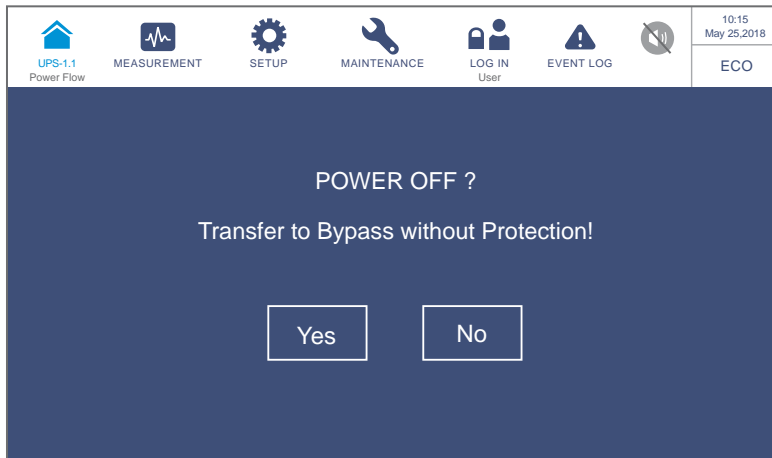 UPS-1.1
Power Flow
MEASUREMENT
SETUP
MAINTENANCE
LOG IN
User
EVENT LOG
10:15
May 25,2018
ECO
POWER OFF ?
Transfer to Bypass without Protection!
Yes
No